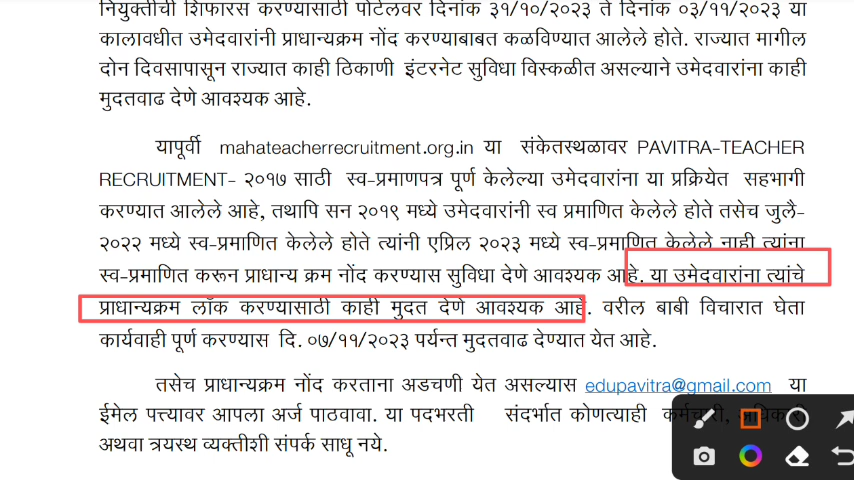 नियुक्तीची शिफारस करण्यासाठी पोर्टलवर दिनांक ३१/१०/२०२३ ते दिनांक ०३/११/२०२३ या
कालावधीत उमेदवारांनी प्राधान्यक्रम नोंद करण्याबाबत कळविण्यात आलेले होते. राज्यात मागील
दोन दिवसापासून राज्यात काही ठिकाणी इंटरनेट सुविधा विस्कळीत असल्याने उमेदवारांना काही
मुदतवाढ देणे आवश्यक आहे.
यापूर्वी mahateacherrecruitment.org.in या संकेतस्थळावर PAVITRA-TEACHER
RECRUITMENT- २०१७ साठी स्व-प्रमाणपत्र पूर्ण केलेल्या उमेदवारांना या प्रक्रियेत सहभागी
करण्यात आलेले आहे, तथापि सन २०१९ मध्ये उमेदवारांनी स्व प्रमाणित केलेले होते तसेच जुलै-
२०२२ मध्ये स्व-प्रमाणित केलेले होते त्यांनी एप्रिल २०२३ मध्ये स्व-प्रमाणित केलेले नाही त्यांना
स्व-प्रमाणित करून प्राधान्य क्रम नोंद करण्यास सुविधा देणे आवश्यक आहे. या उमेदवारांना त्यांचे
प्राधान्यक्रम लॉक करण्यासाठी काही मुदत देणे आवश्यक आहे. वरील बाबी विचारात घेता
कार्यवाही पूर्ण करण्यास दि. ०७/११/२०२३ पर्यन्त मुदतवाढ देण्यात येत आहे.
तसेच प्राधान्यक्रम नोंद करताना अडचणी येत असल्यास edupavitra@gmail.com या
ईमेल पत्त्यावर आपला अर्ज पाठवावा. या पदभरती संदर्भात कोणत्याही कर्मचारी, अधिकारी
अथवा त्रयस्थ व्यक्तीशी संपर्क साधू नये.